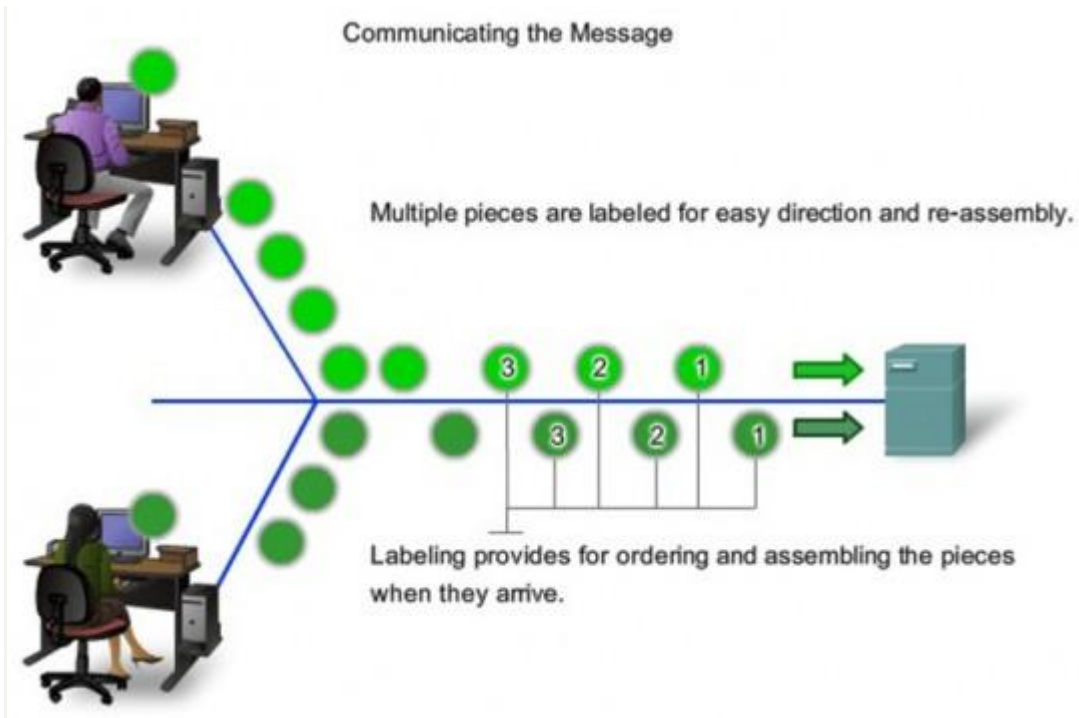 Communicating the Message
Multiple pieces are labeled for easy direction and re-assembly.
3 2 1
3 2 1
Labeling provides for ordering and assembling the pieces
when they arrive.